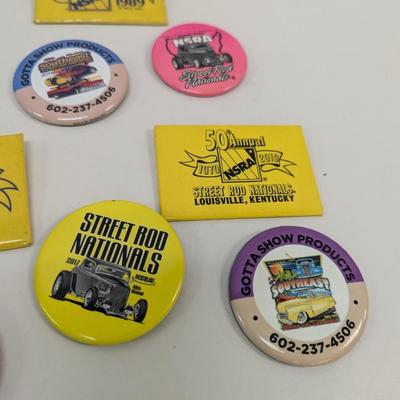 1989
GOTTA SHOW PRODUCTS
Southeast
602-237-4506
NSRA
Street Rod
Nationals
50th Annual
1970 2019
NSRA
STREET ROD NATIONALS
LOUISVILLE, KENTUCKY
STREET ROD
NATIONALS
2017
GOTTA SHOW PRODUCTS
SOUTHEAST
602-237-4506